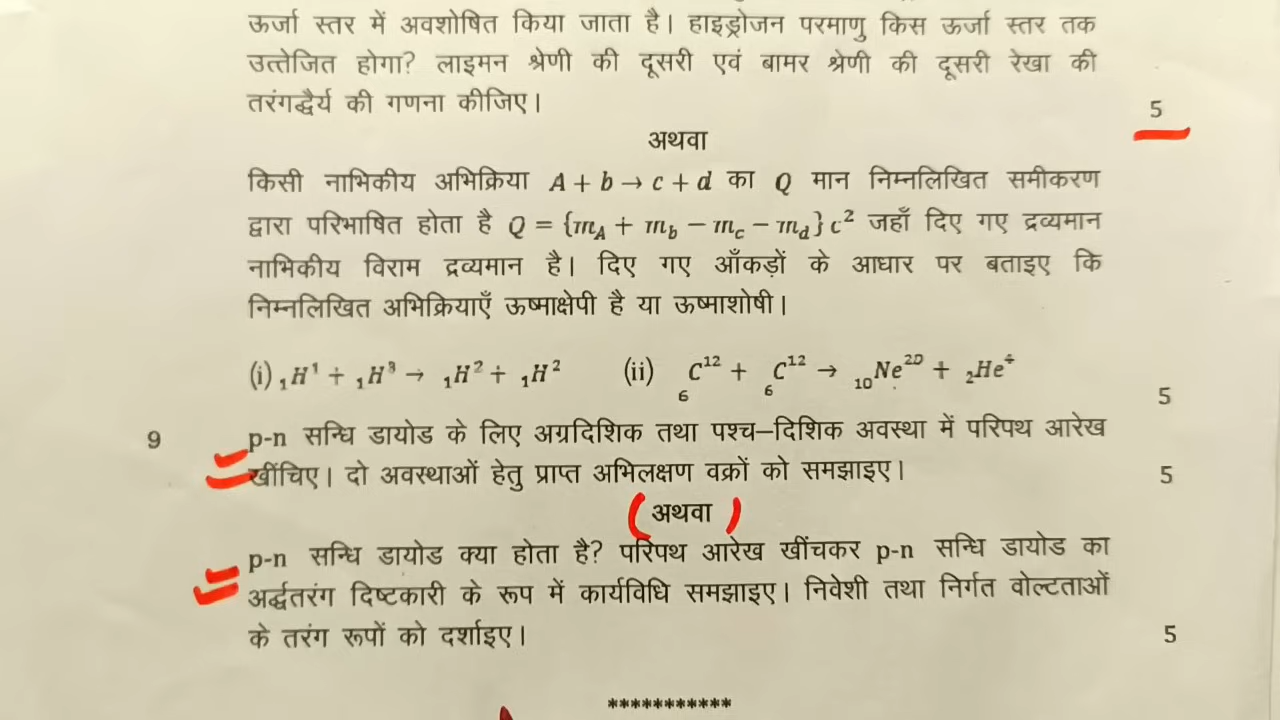 ऊर्जा स्तर में अवशोषित किया जाता है। हाइड्रोजन परमाणु किस ऊर्जा स्तर तक
उत्तेजित होगा? लाइमन श्रेणी की दूसरी एवं बामर श्रेणी की दूसरी रेखा की
तरंगद्धैर्य की गणना कीजिए। 5
अथवा
किसी नाभिकीय अभिक्रिया A + b → c + d का Q मान निम्नलिखित समीकरण
द्वारा परिभाषित होता है Q = {m_A + m_b − m_c − m_d} c² जहाँ दिए गए द्रव्यमान
नाभिकीय विराम द्रव्यमान है। दिए गए आँकड़ों के आधार पर बताइए कि
निम्नलिखित अभिक्रियाएँ ऊष्माक्षेपी है या ऊष्माशोषी।
(i) ₁H¹ + ₁H³ → ₁H² + ₁H² (ii) ₆C¹² + ₆C¹² → ₁₀Ne²⁰ + ₂He⁴ 5
9 p-n सन्धि डायोड के लिए अग्रदिशिक तथा पश्च–दिशिक अवस्था में परिपथ आरेख
खींचिए। दो अवस्थाओं हेतु प्राप्त अभिलक्षण वक्रों को समझाइए। 5
अथवा
p-n सन्धि डायोड क्या होता है? परिपथ आरेख खींचकर p-n सन्धि डायोड का
अर्द्धतरंग दिष्टकारी के रूप में कार्यविधि समझाइए। निवेशी तथा निर्गत वोल्टताओं
के तरंग रूपों को दर्शाइए। 5
***********